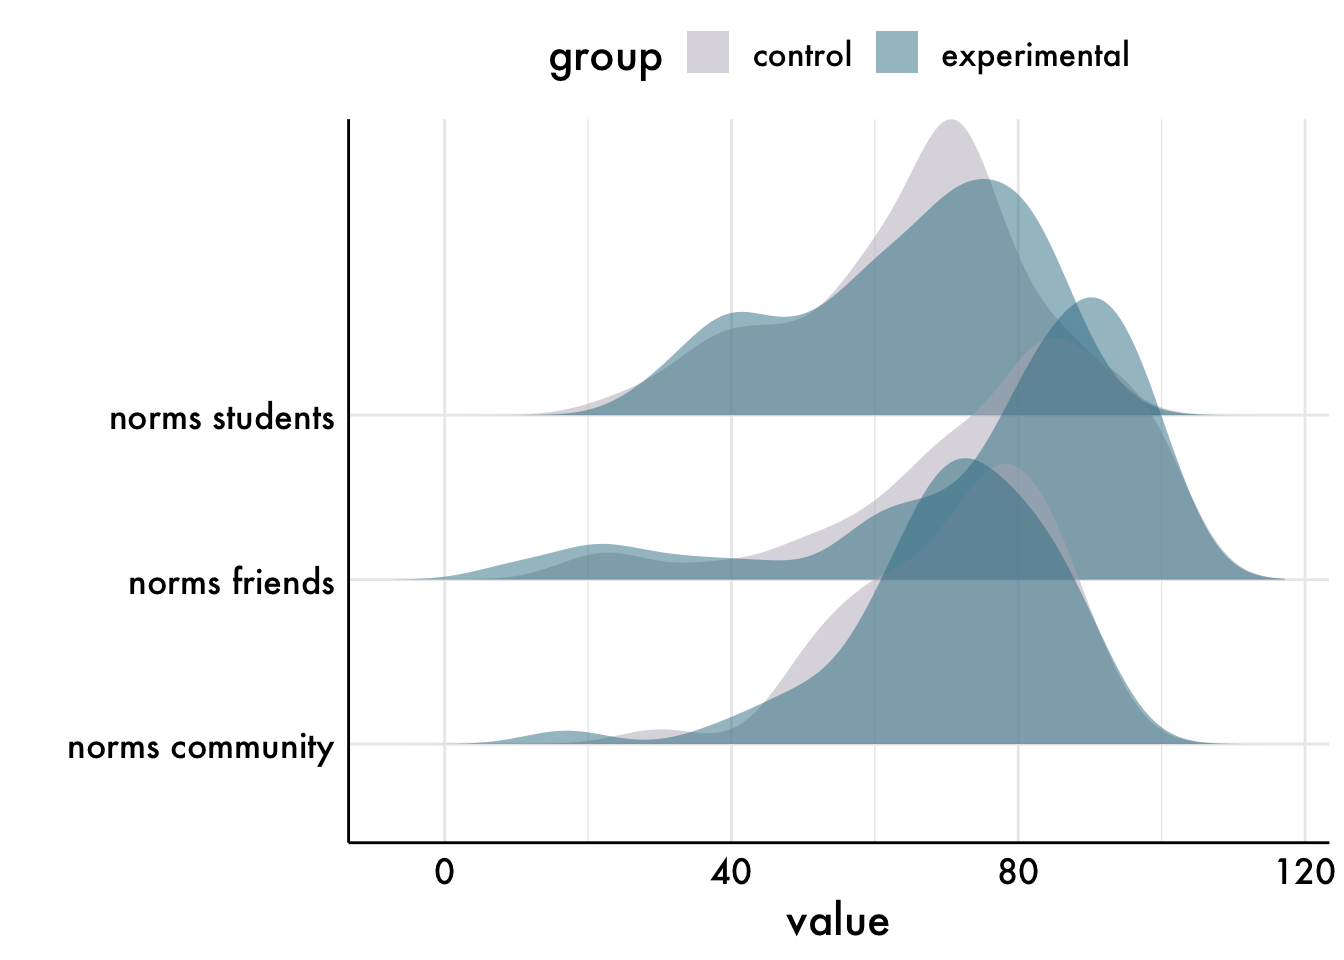 group control experimental
norms students
norms friends
norms community
0 40 80 120
value